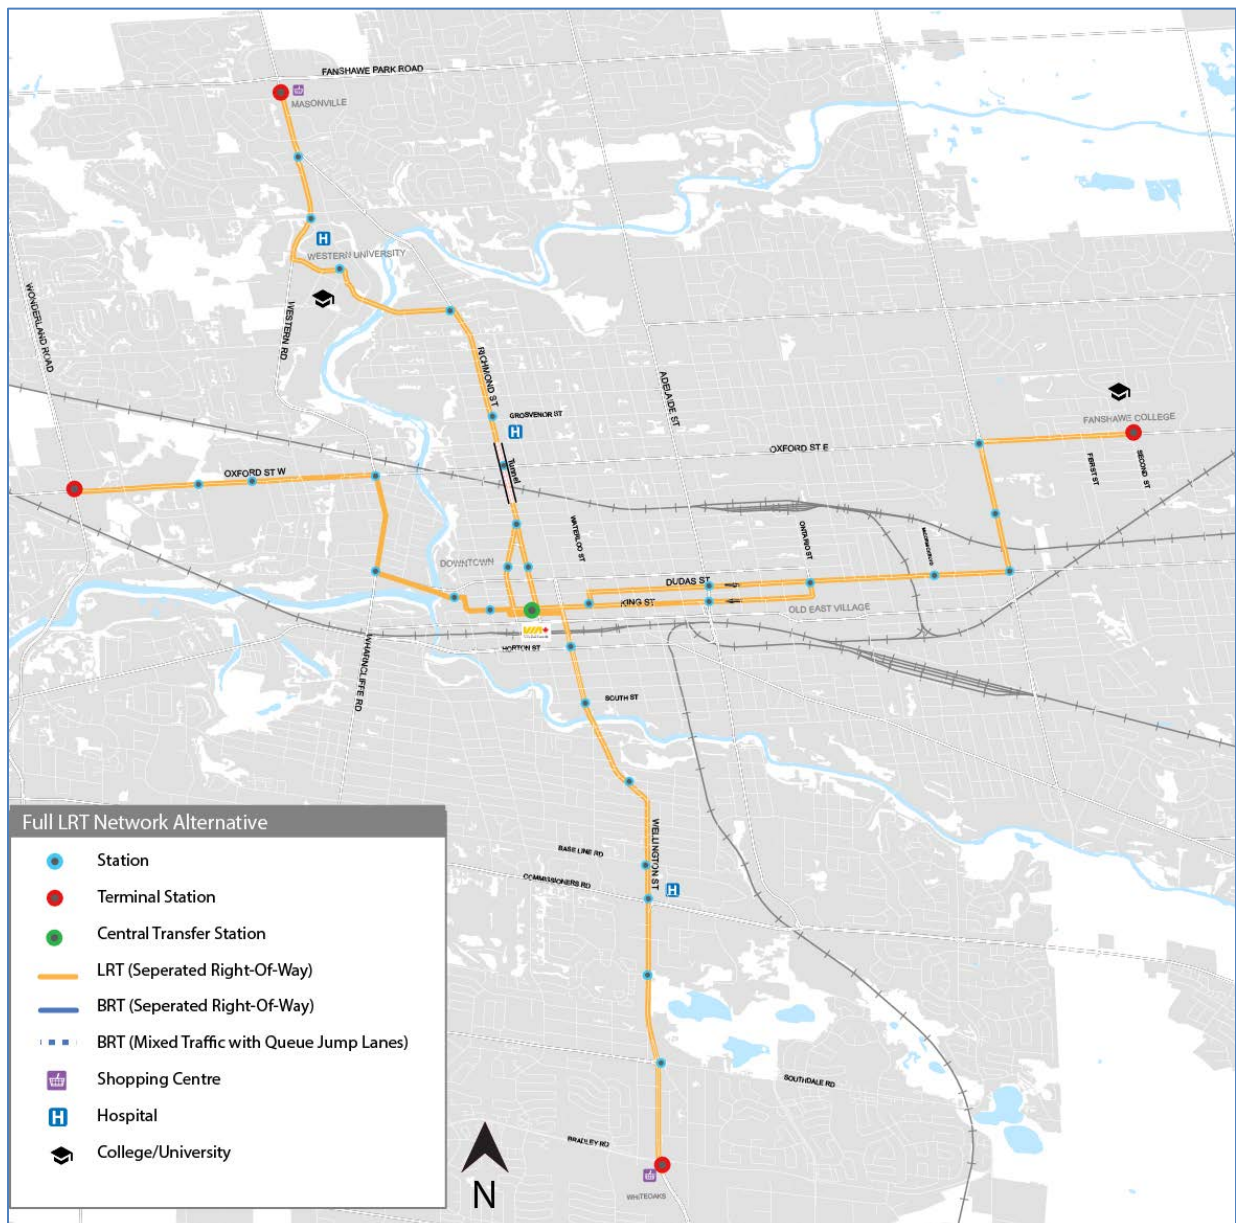 FANSHAWE PARK ROAD
MASONVILLE
H
WESTERN UNIVERSITY
WONDERLAND ROAD
WESTERN RD
RICHMOND ST
ADELAIDE ST
GROSVENOR ST
H
FANSHAWE COLLEGE
OXFORD ST E
OXFORD ST W
Tunnel
FIRST ST
SECOND ST
WATERLOO ST
ONTARIO ST
DOWNTOWN
DUDAS ST
KING ST
OLD EAST VILLAGE
VIA
HORTON ST
WHARNCLIFFE RD
SOUTH ST
WELLINGTON ST
BASE LINE RD
COMMISSIONERS RD
H
SOUTHDALE RD
BRADLEY RD
WHITEOAKS
Full LRT Network Alternative
Station
Terminal Station
Central Transfer Station
LRT (Seperated Right-Of-Way)
BRT (Seperated Right-Of-Way)
BRT (Mixed Traffic with Queue Jump Lanes)
Shopping Centre
H Hospital
College/University
N